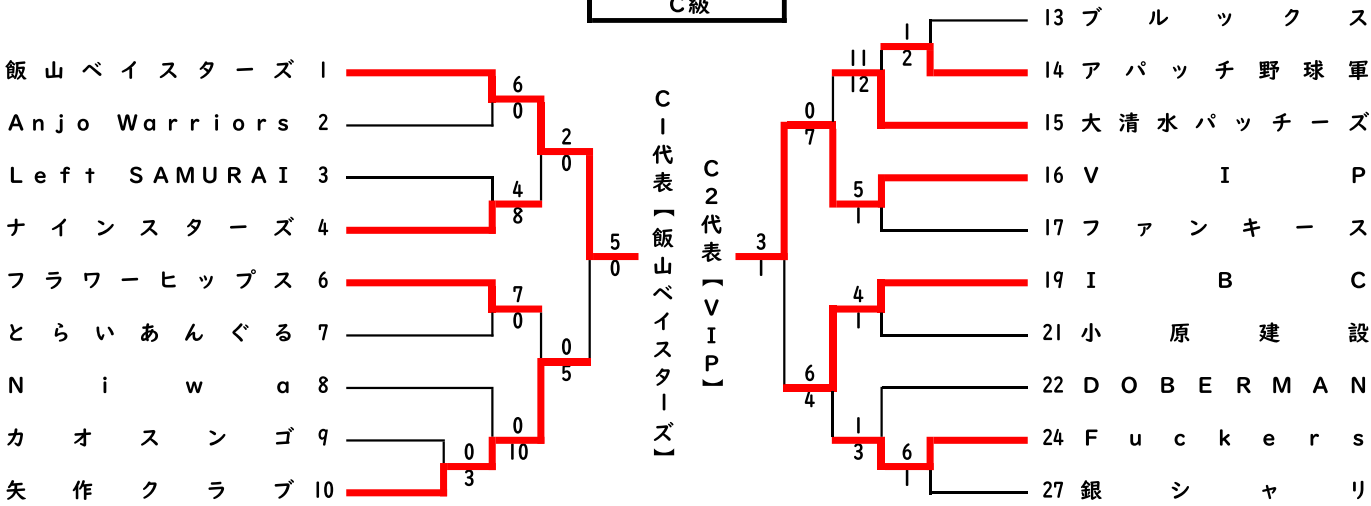 C級
飯山ベイスターズ 1
Anjo Warriors 2
Left SAMURAI 3
ナインスターズ 4
フラワーヒップス 6
とらいあんぐる 7
Niwa 8
カオスンゴ 9
矢作クラブ 10
6
0
4
8
7
0
0
10
0
3
2
0
0
5
5
0
C1代表【飯山ベイスターズ】
C2代表【VIP】
3
1
0
7
6
4
11
12
5
1
4
1
1
3
1
2
6
1
13 ブルックス
14 アパッチ野球軍
15 大清水パッチーズ
16 VIP
17 ファンキース
19 IBC
21 小原建設
22 DOBERMAN
24 Fuckers
27 銀シャリ